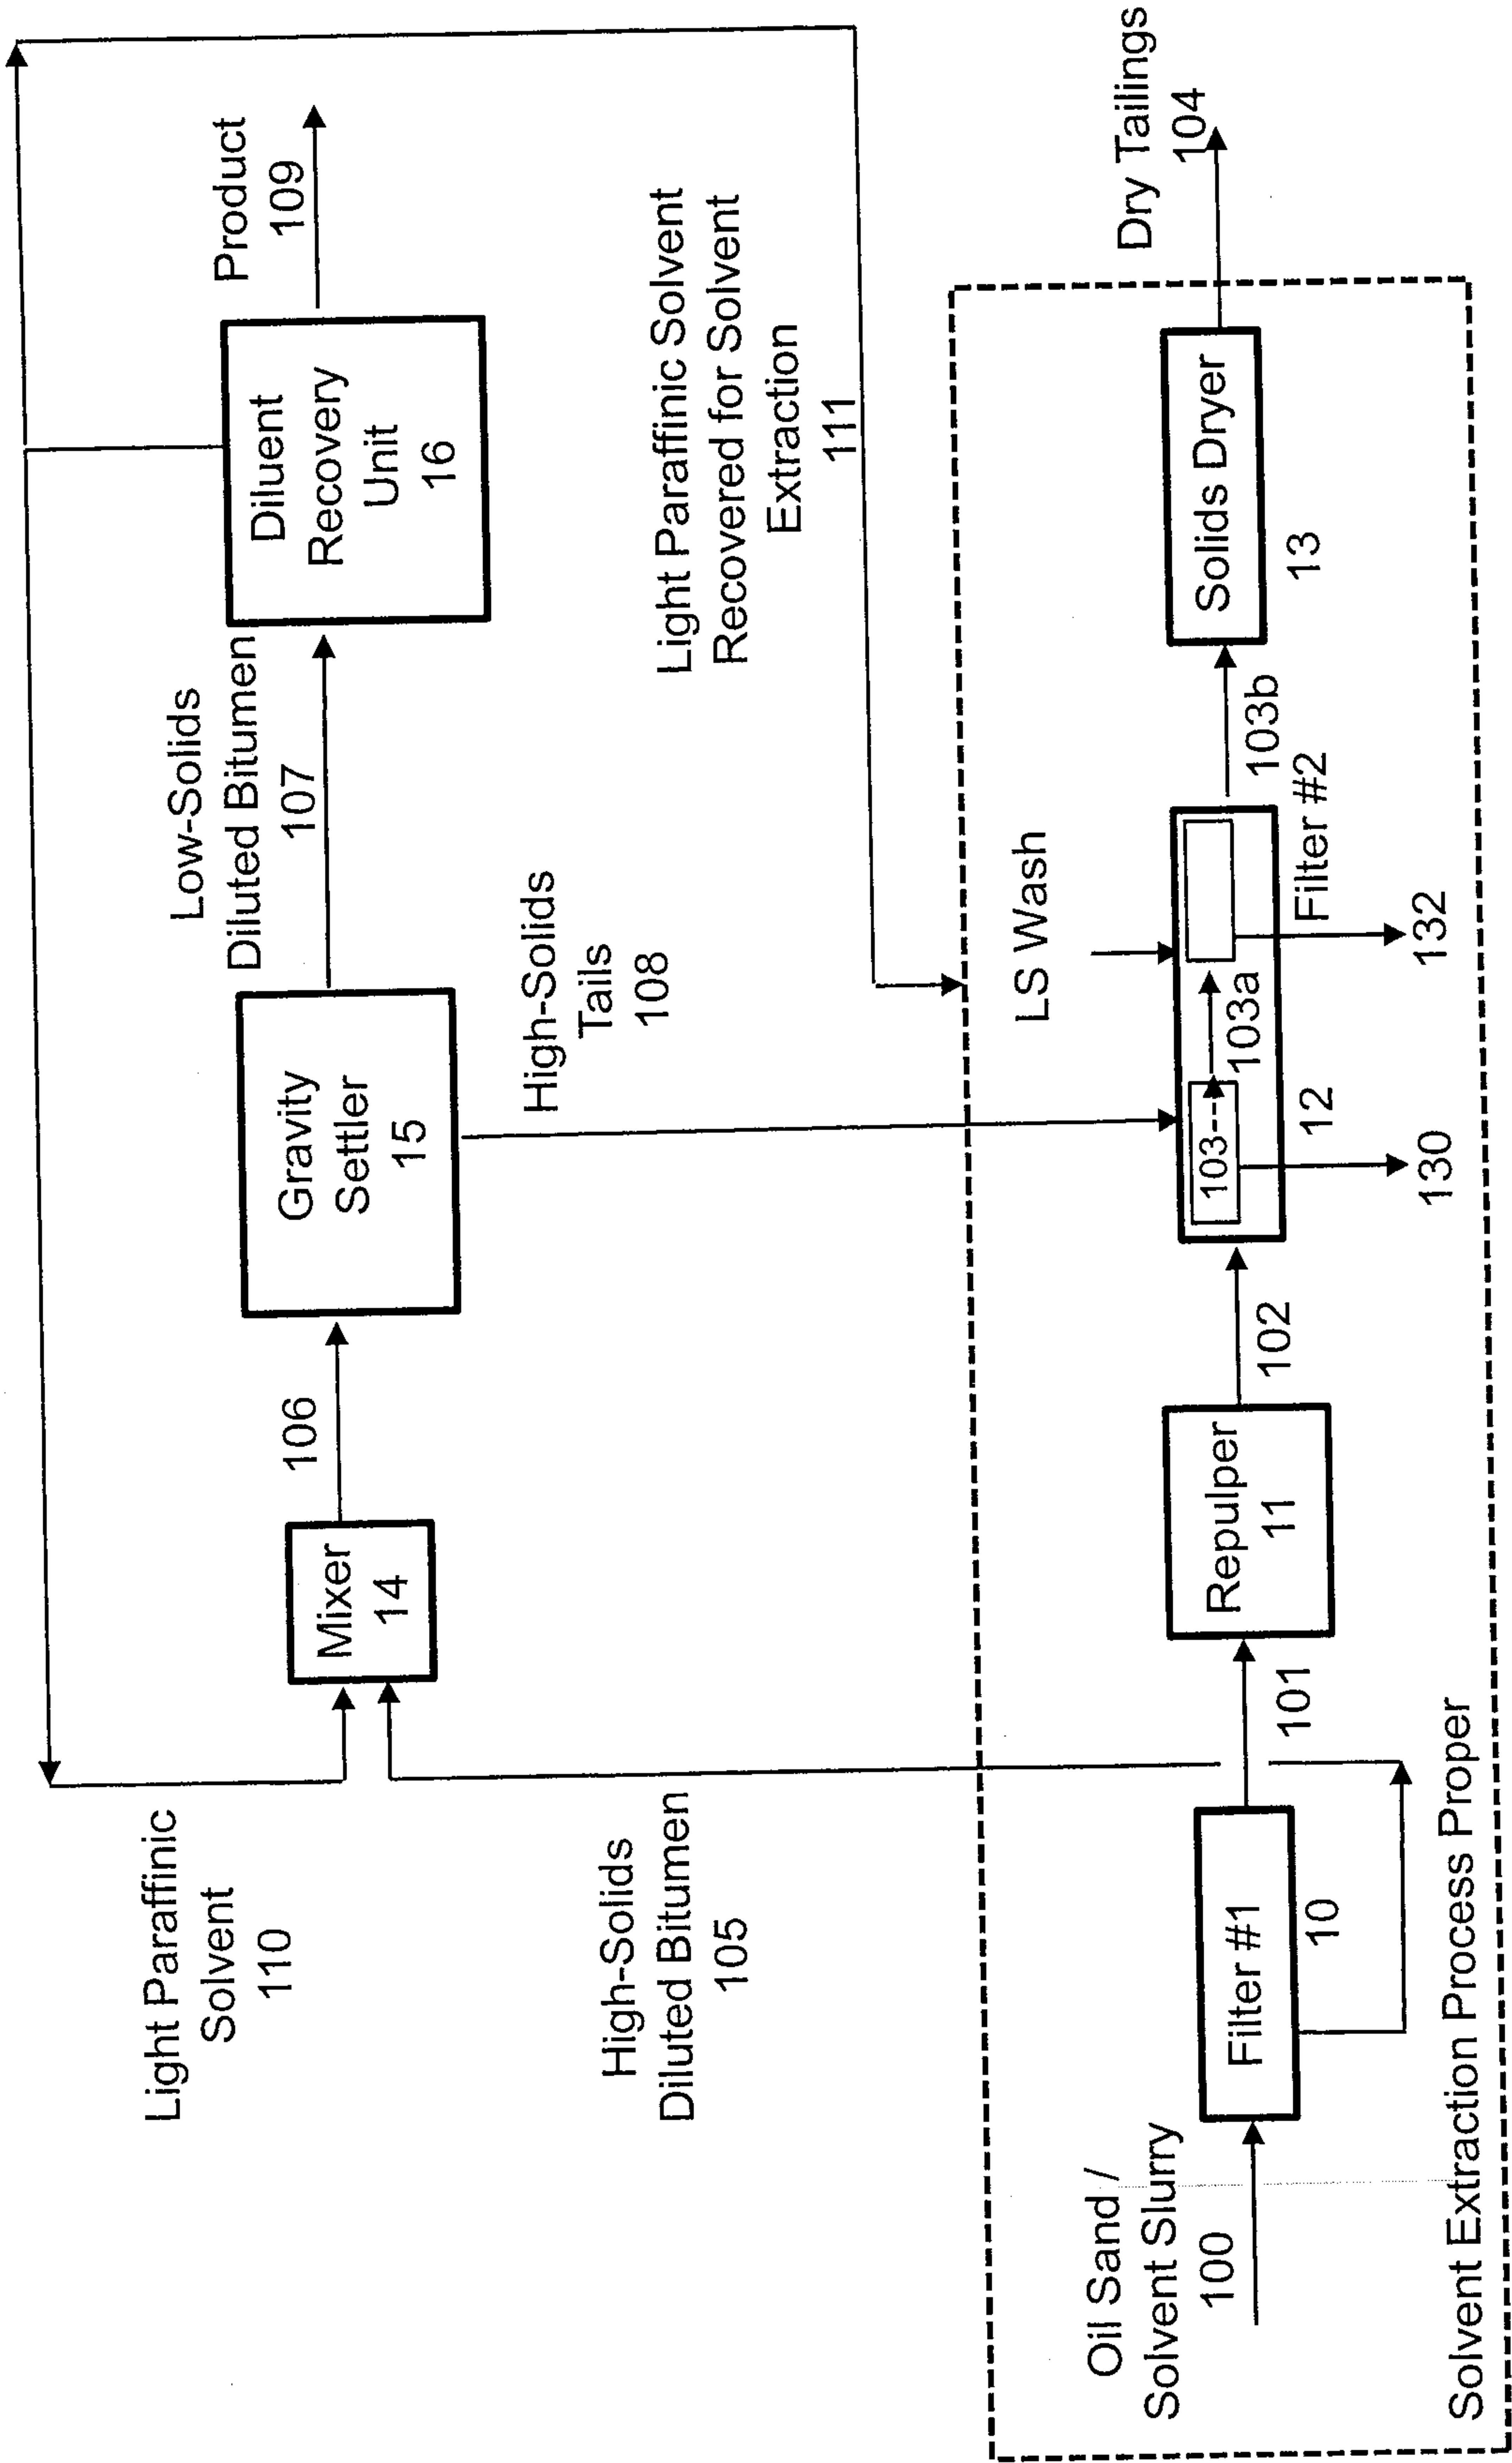 Light Paraffinic
Solvent
110
Mixer
14
106
Gravity
Settler
15
Low-Solids
Diluted Bitumen
107
Diluent
Recovery
Unit
16
Product
109
High-Solids
Diluted Bitumen
105
High-Solids
Tails
108
Light Paraffinic Solvent
Recovered for Solvent
Extraction
111
Oil Sand /
Solvent Slurry
100
Filter #1
10
101
Repulper
11
102
LS Wash
103
103a
12
Filter #2
130
132
103b
Solids Dryer
13
Dry Tailings
104
Solvent Extraction Process Proper